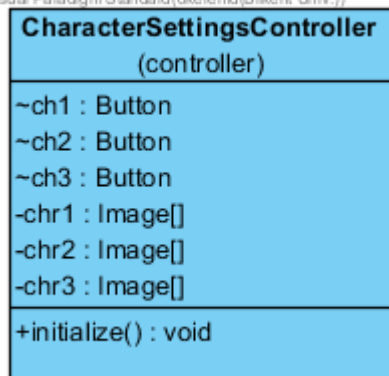 CharacterSettingsController
(controller)
~ch1 : Button
~ch2 : Button
~ch3 : Button
-chr1 : Image[]
-chr2 : Image[]
-chr3 : Image[]
+initialize() : void